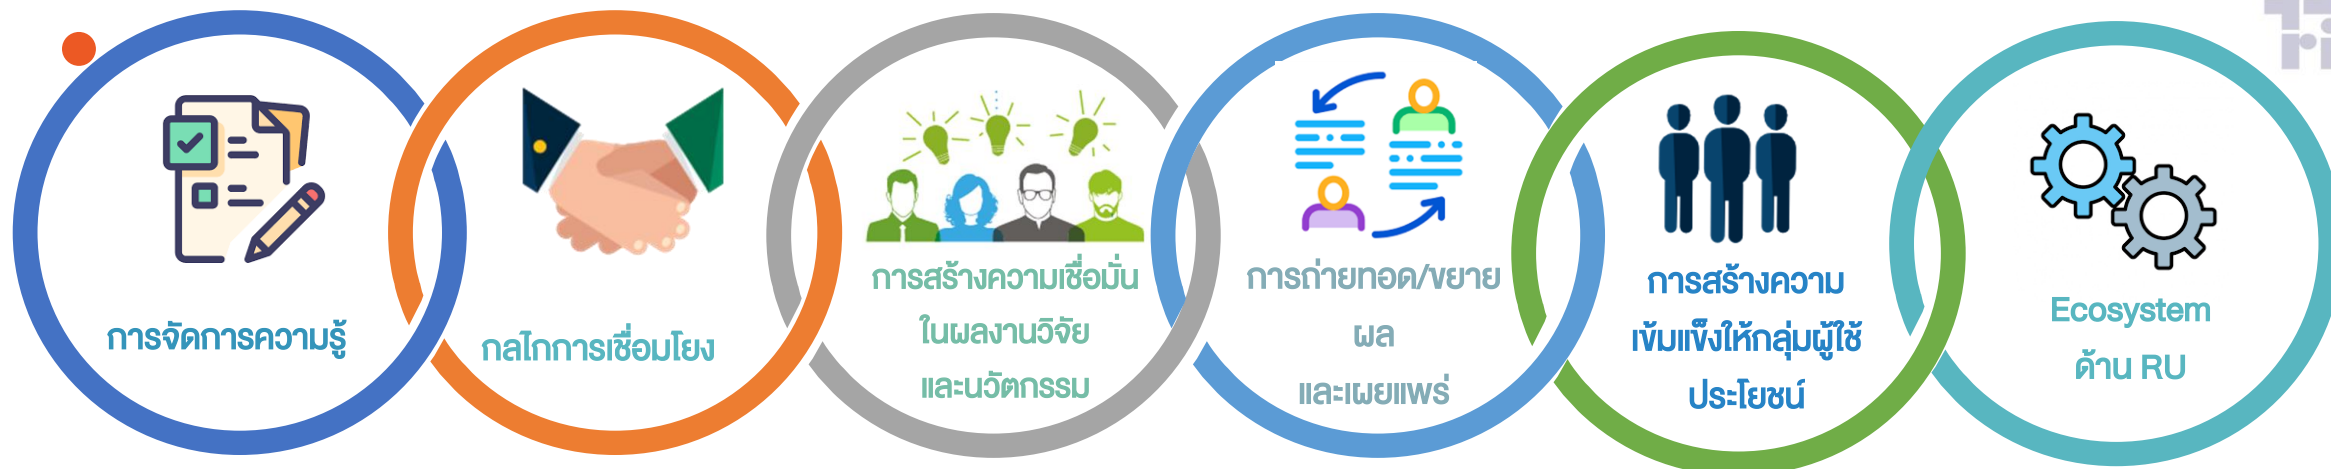 การจัดการความรู้
กลไกการเชื่อมโยง
การสร้างความเชื่อมั่น
ในผลงานวิจัย
และนวัตกรรม
การถ่ายทอด/ขยาย
ผล
และเผยแพร่
การสร้างความ
เข้มแข็งให้กลุ่มผู้ใช้
ประโยชน์
Ecosystem
ด้าน RU